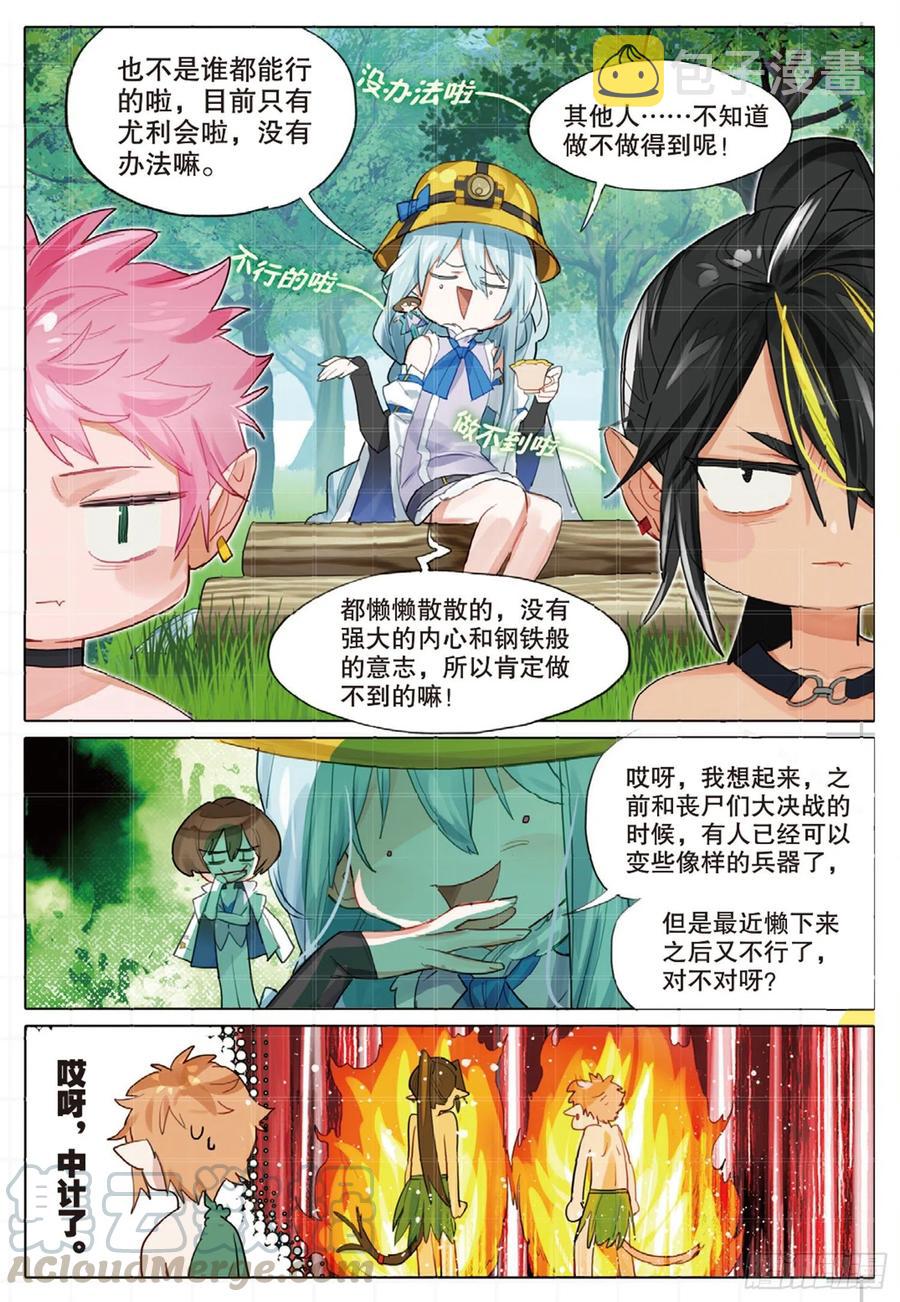 也不是谁都能行
的啦，目前只有
尤利会啦，没有
办法嘛。
没办法啦
包子漫畫
其他人……不知道
做不做得到呢！
不行的啦
做不到啦
都懒懒散散的，没有
强大的内心和钢铁般
的意志，所以肯定做
不到的嘛！
哎呀，我想起来，之
前和丧尸们大决战的
时候，有人已经可以
变些像样的兵器了，
但是最近懒下来
之后又不行了，
对不对呀？
哎呀，中计了。
集云数据
AcloudMerge.com